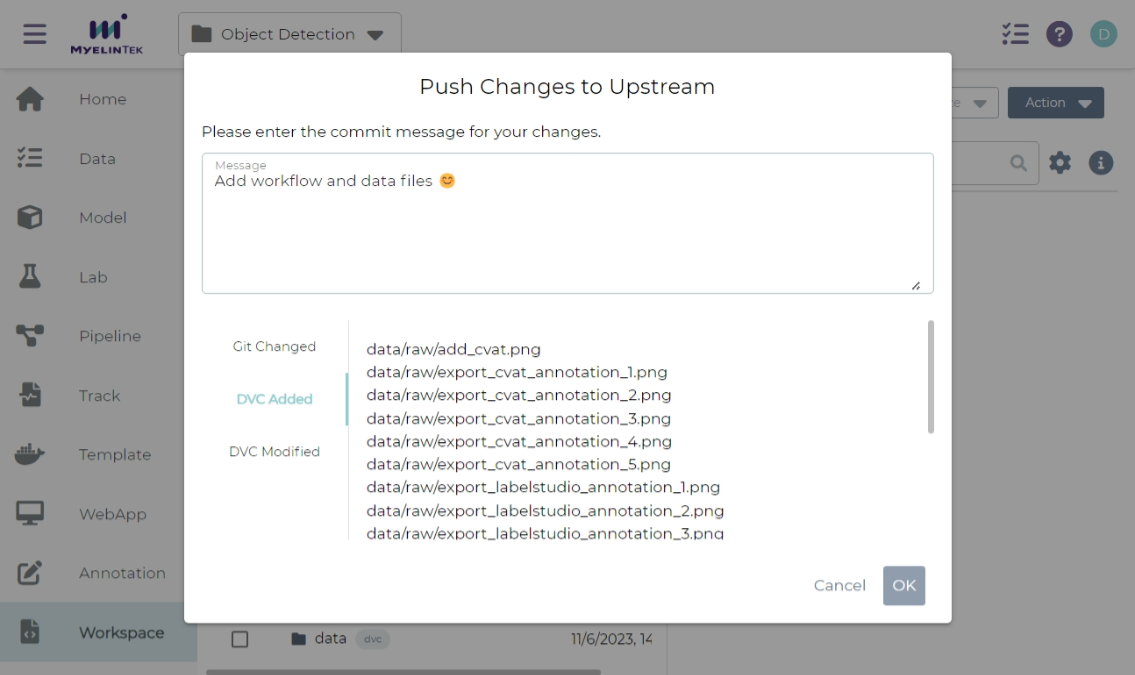 MYELINTEK
Object Detection
D
Home
Data
Model
Lab
Pipeline
Track
Template
WebApp
Annotation
Workspace
Action
Push Changes to Upstream
Please enter the commit message for your changes.
Message
Add workflow and data files 😊
Git Changed
DVC Added
DVC Modified
data/raw/add_cvat.png
data/raw/export_cvat_annotation_1.png
data/raw/export_cvat_annotation_2.png
data/raw/export_cvat_annotation_3.png
data/raw/export_cvat_annotation_4.png
data/raw/export_cvat_annotation_5.png
data/raw/export_labelstudio_annotation_1.png
data/raw/export_labelstudio_annotation_2.png
data/raw/export_labelstudio_annotation_3.png
Cancel
OK
data dvc 11/6/2023, 14